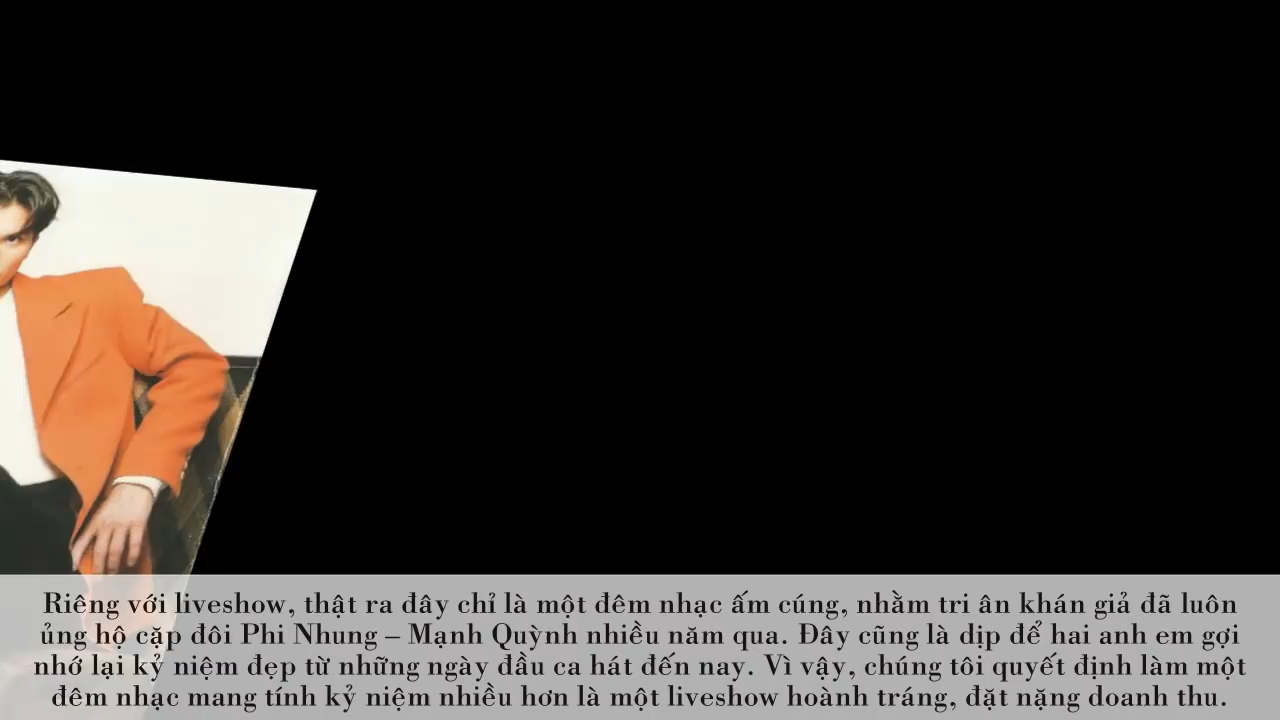 Riêng với liveshow, thật ra đây chỉ là một đêm nhạc ấm cúng, nhằm tri ân khán giả đã luôn
ủng hộ cặp đôi Phi Nhung – Mạnh Quỳnh nhiều năm qua. Đây cũng là dịp để hai anh em gợi
nhớ lại kỷ niệm đẹp từ những ngày đầu ca hát đến nay. Vì vậy, chúng tôi quyết định làm một
đêm nhạc mang tính kỷ niệm nhiều hơn là một liveshow hoành tráng, đặt nặng doanh thu.